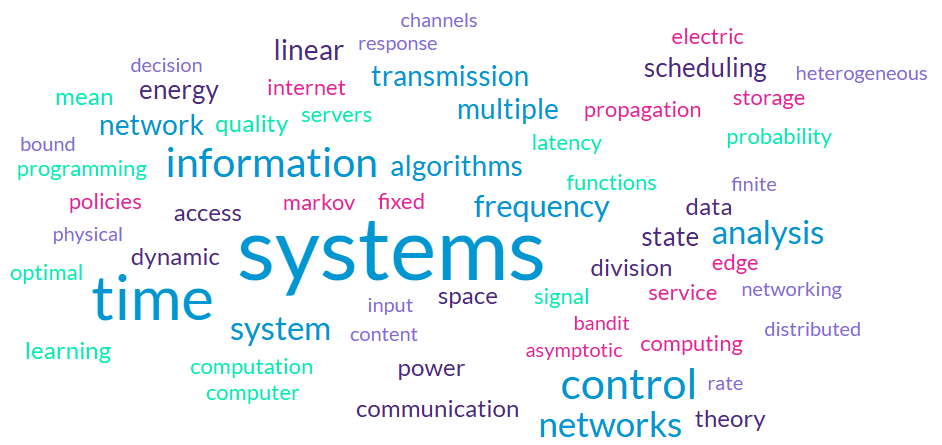 channels
linear
response
electric
decision
energy
internet
transmission
scheduling
heterogeneous
mean
multiple
propagation
storage
network
quality
servers
bound
latency
probability
programming
information
algorithms
functions
finite
policies
access
markov
fixed
frequency
data
physical
dynamic
systems
state
analysis
optimal
time
division
edge
input
space
signal
service
networking
system
content
bandit
distributed
learning
asymptotic
computing
computation
power
computer
control
rate
communication
networks
theory